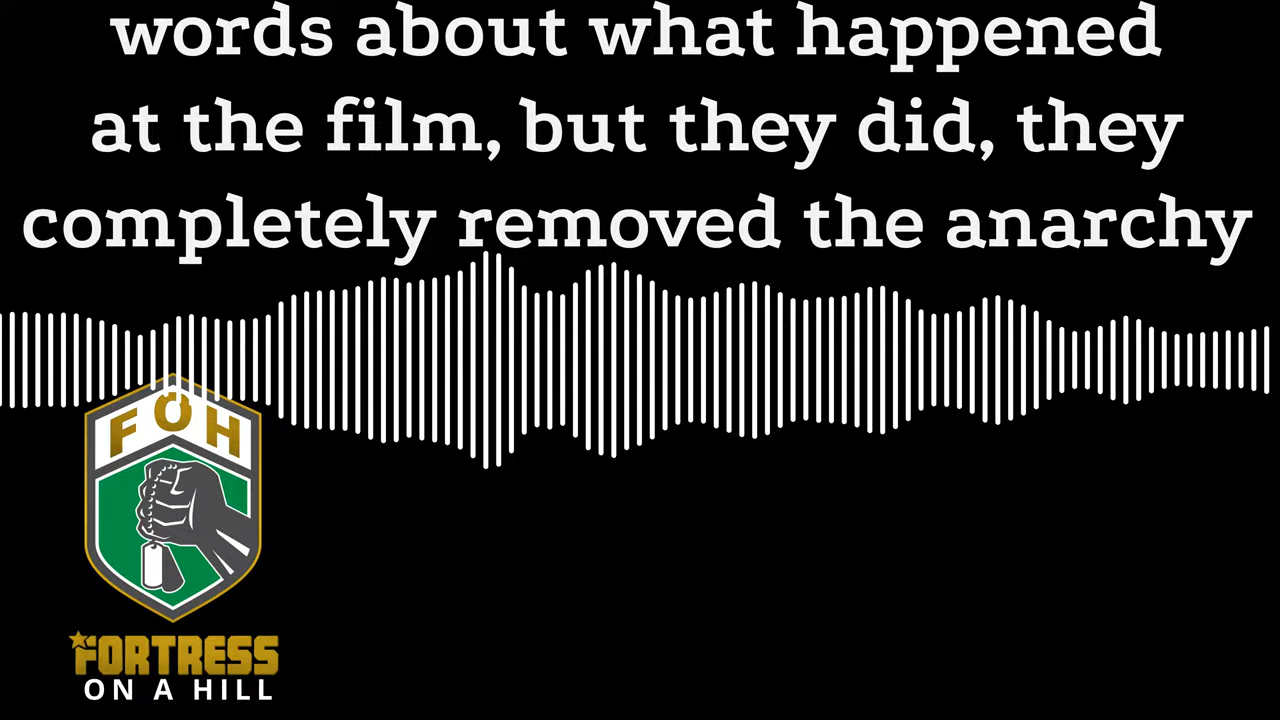 words about what happened
at the film, but they did, they
completely removed the anarchy
FOH
FORTRESS
ON A HILL